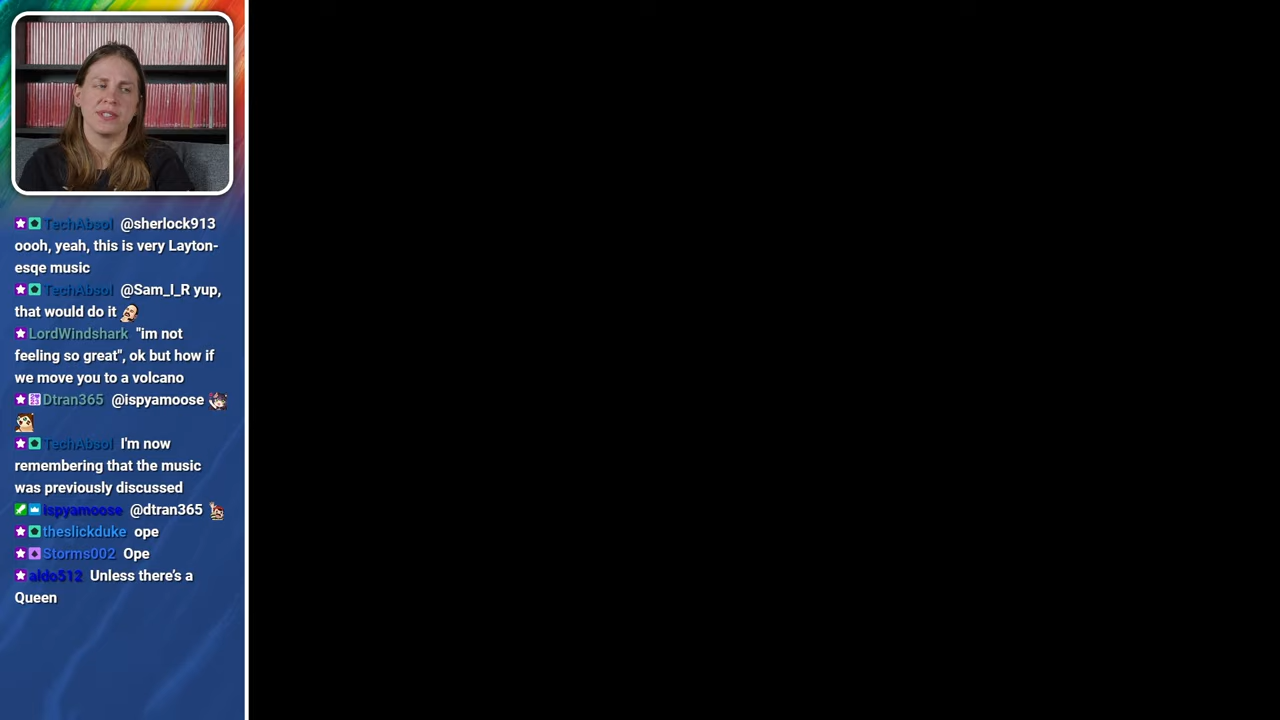 TechAbsol @sherlock913
oooh, yeah, this is very Layton-
esqe music
TechAbsol @Sam_I_R yup,
that would do it
LordWindshark "im not
feeling so great", ok but how if
we move you to a volcano
Dtran365 @ispyamoose
TechAbsol I'm now
remembering that the music
was previously discussed
ispyamoose @dtran365
theslickduke ope
Storms002 Ope
aldo512 Unless there's a
Queen